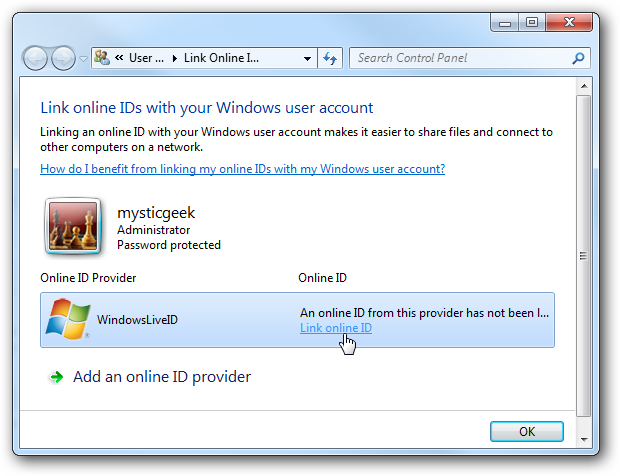 « User ... ▸ Link Online I...
Search Control Panel
Link online IDs with your Windows user account
Linking an online ID with your Windows user account makes it easier to share files and connect to
other computers on a network.
How do I benefit from linking my online IDs with my Windows user account?
mysticgeek
Administrator
Password protected
Online ID Provider Online ID
WindowsLiveID
An online ID from this provider has not been l...
Link online ID
Add an online ID provider
OK